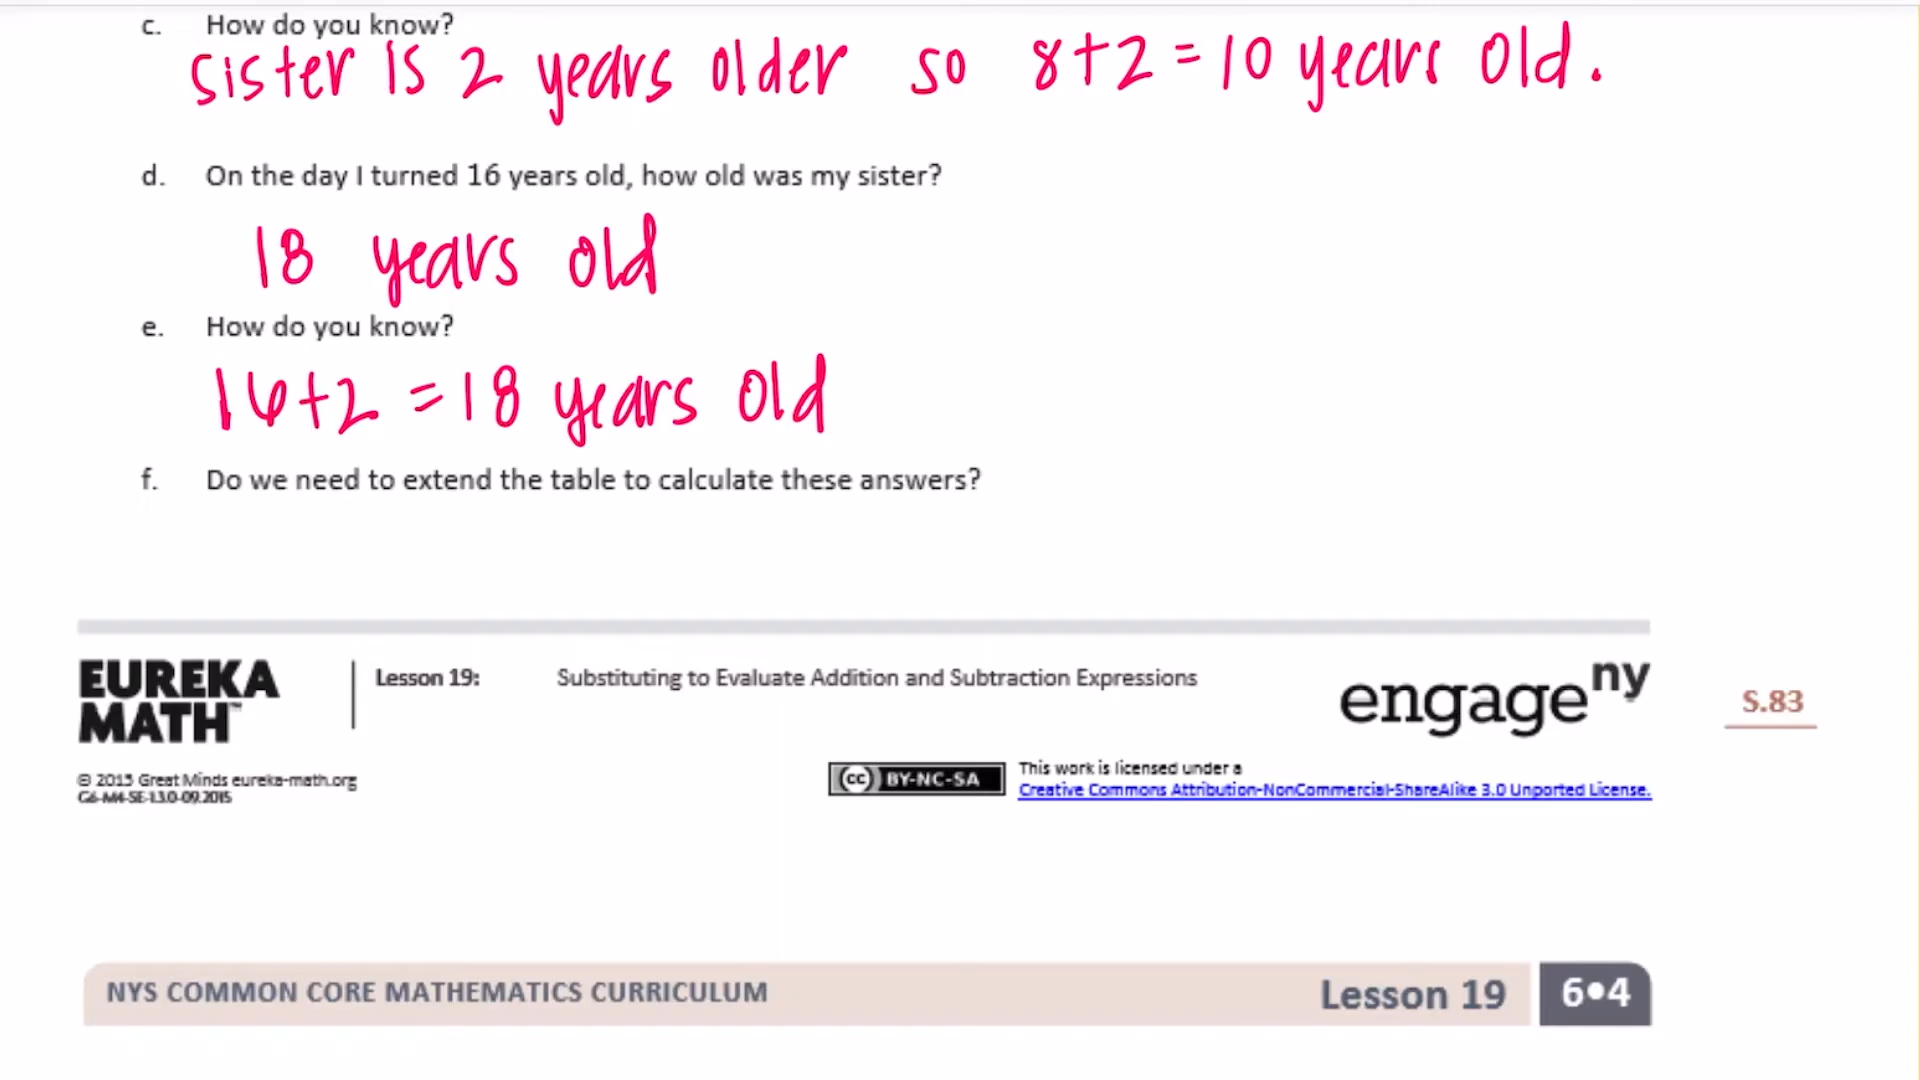 c. How do you know?
sister is 2 years older so 8+2=10 years old.
d. On the day I turned 16 years old, how old was my sister?
18 years old
e. How do you know?
16+2=18 years old
f. Do we need to extend the table to calculate these answers?
EUREKA
MATH™
Lesson 19: Substituting to Evaluate Addition and Subtraction Expressions
engage ny
S.83
© 2015 Great Minds eureka-math.org
G6-M4-SE-1.3.0-09.2015
cc BY-NC-SA
This work is licensed under a
Creative Commons Attribution-NonCommercial-ShareAlike 3.0 Unported License.
NYS COMMON CORE MATHEMATICS CURRICULUM Lesson 19 6•4